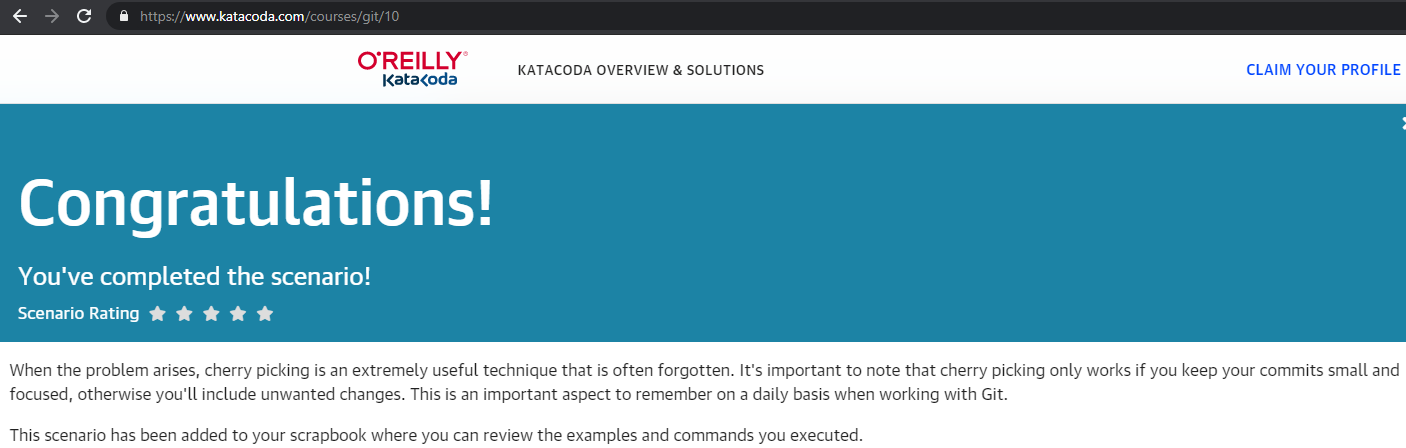 https://www.katacoda.com/courses/git/10
O'REILLY®
KataKoda
KATACODA OVERVIEW & SOLUTIONS
CLAIM YOUR PROFILE
Congratulations!
You've completed the scenario!
Scenario Rating
When the problem arises, cherry picking is an extremely useful technique that is often forgotten. It's important to note that cherry picking only works if you keep your commits small and
focused, otherwise you'll include unwanted changes. This is an important aspect to remember on a daily basis when working with Git.
This scenario has been added to your scrapbook where you can review the examples and commands you executed.